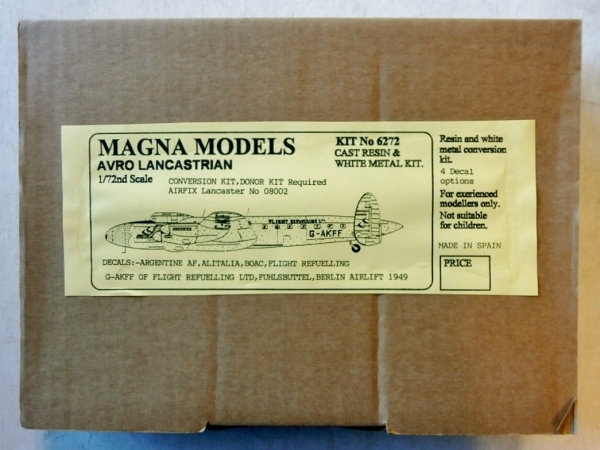 MAGNA MODELS
AVRO LANCASTRIAN
1/72nd Scale
KIT No 6272
CAST RESIN &
WHITE METAL KIT.
CONVERSION KIT,DONOR KIT Required
AIRFIX Lancaster No 08002
FLIGHT REFUELLING LTD.
G-AKFF
DECALS:-ARGENTINE AF,ALITALIA,BOAC,FLIGHT REFUELLING
G-AKFF OF FLIGHT REFUELLING LTD,FUHLSBUTTEL,BERLIN AIRLIFT 1949
Resin and white
metal conversion
kit.
4 Decal
options
For exerienced
modellers only.
Not suitable
for children.
MADE IN SPAIN
PRICE